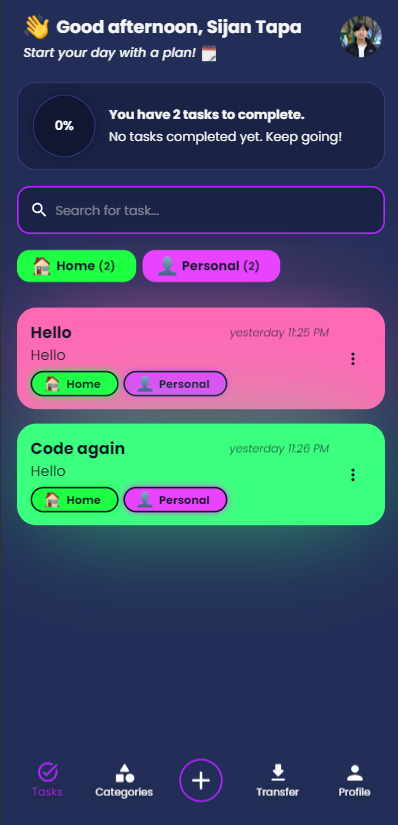 👋 Good afternoon, Sijan Tapa
Start your day with a plan! 🗓️
0%
You have 2 tasks to complete.
No tasks completed yet. Keep going!
Search for task...
🏠 Home (2)
👤 Personal (2)
Hello
yesterday 11:25 PM
Hello
🏠 Home
👤 Personal
Code again
yesterday 11:26 PM
Hello
🏠 Home
👤 Personal
Tasks
Categories
Transfer
Profile